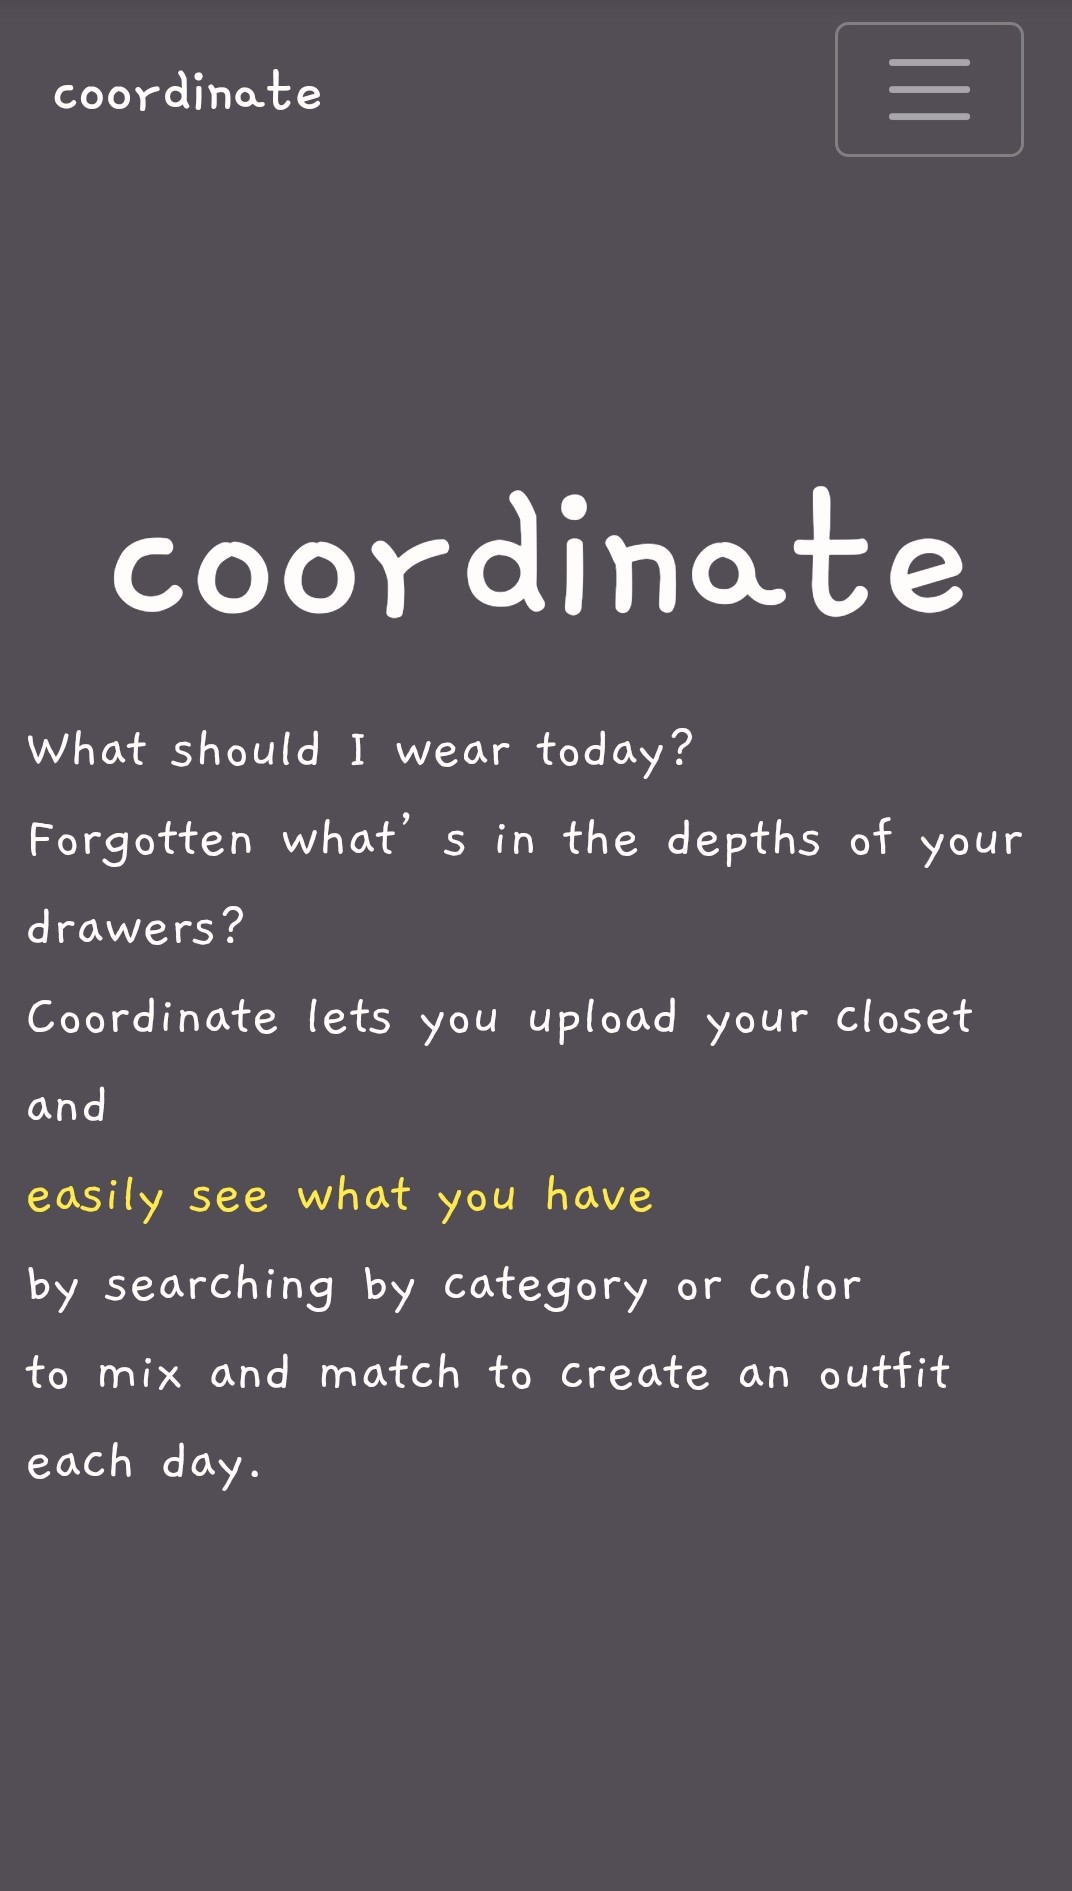 coordinate
coordinate
What should I wear today?
Forgotten what’ s in the depths of your
drawers?
Coordinate lets you upload your closet
and
easily see what you have
by searching by category or color
to mix and match to create an outfit
each day.